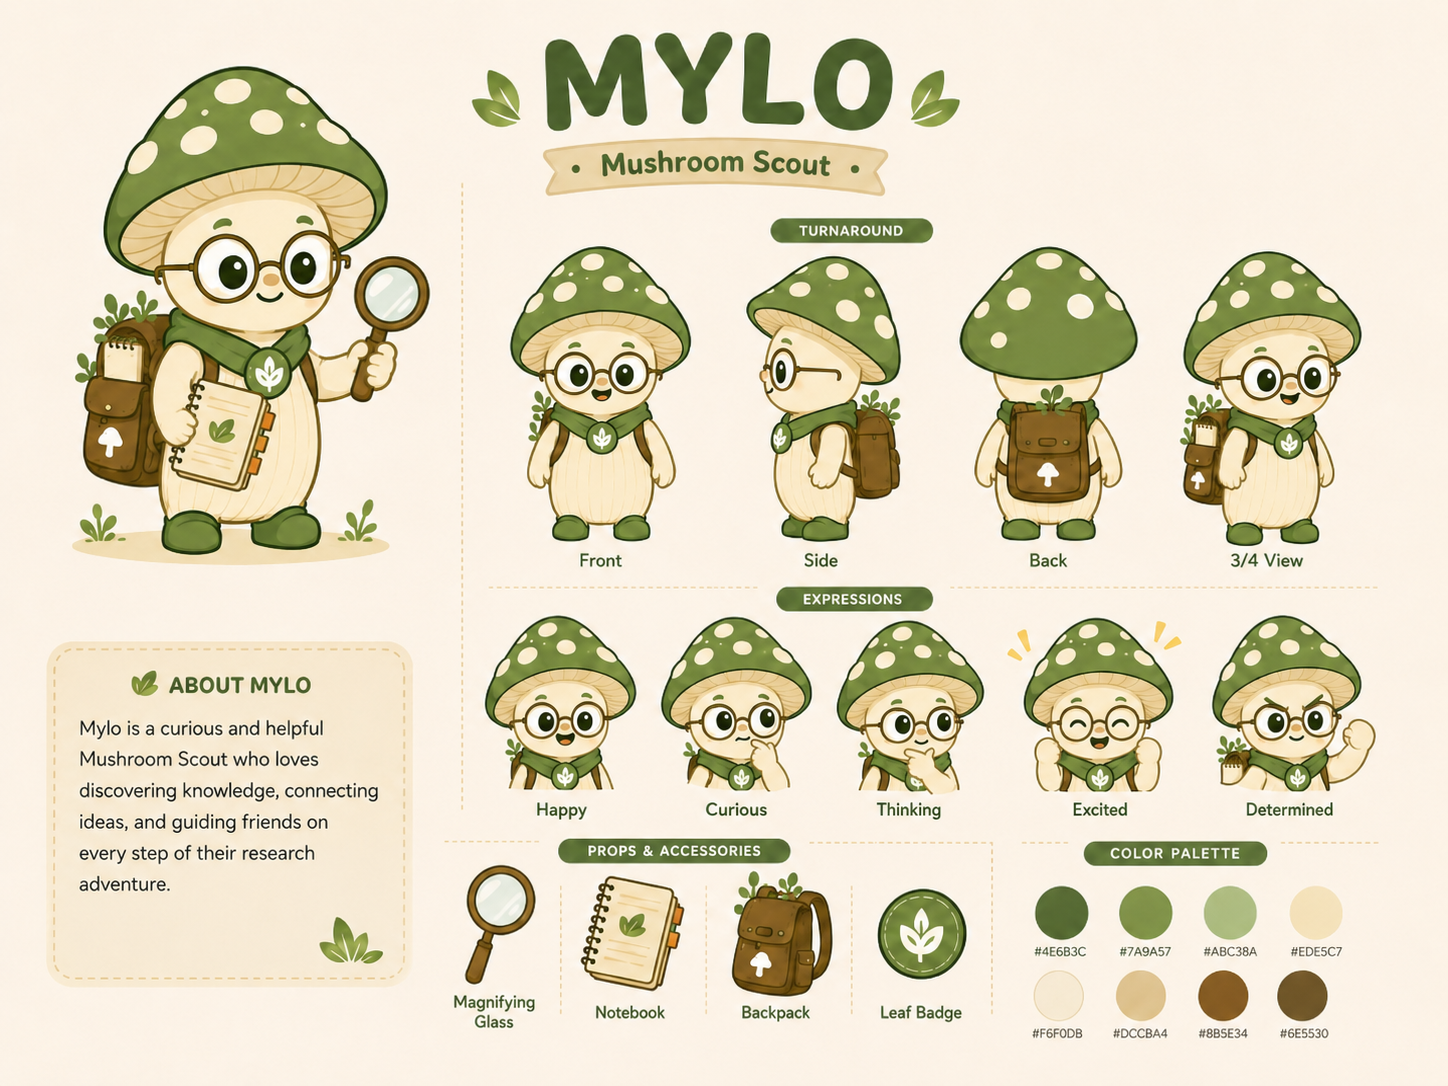 MYLO
• Mushroom Scout •
TURNAROUND
Front
Side
Back
3/4 View
EXPRESSIONS
Happy
Curious
Thinking
Excited
Determined
ABOUT MYLO
Mylo is a curious and helpful
Mushroom Scout who loves
discovering knowledge, connecting
ideas, and guiding friends on
every step of their research
adventure.
PROPS & ACCESSORIES
Magnifying
Glass
Notebook
Backpack
Leaf Badge
COLOR PALETTE
#4E6B3C
#7A9A57
#ABC38A
#EDE5C7
#F6F0DB
#DCCBA4
#8B5E34
#6E5530